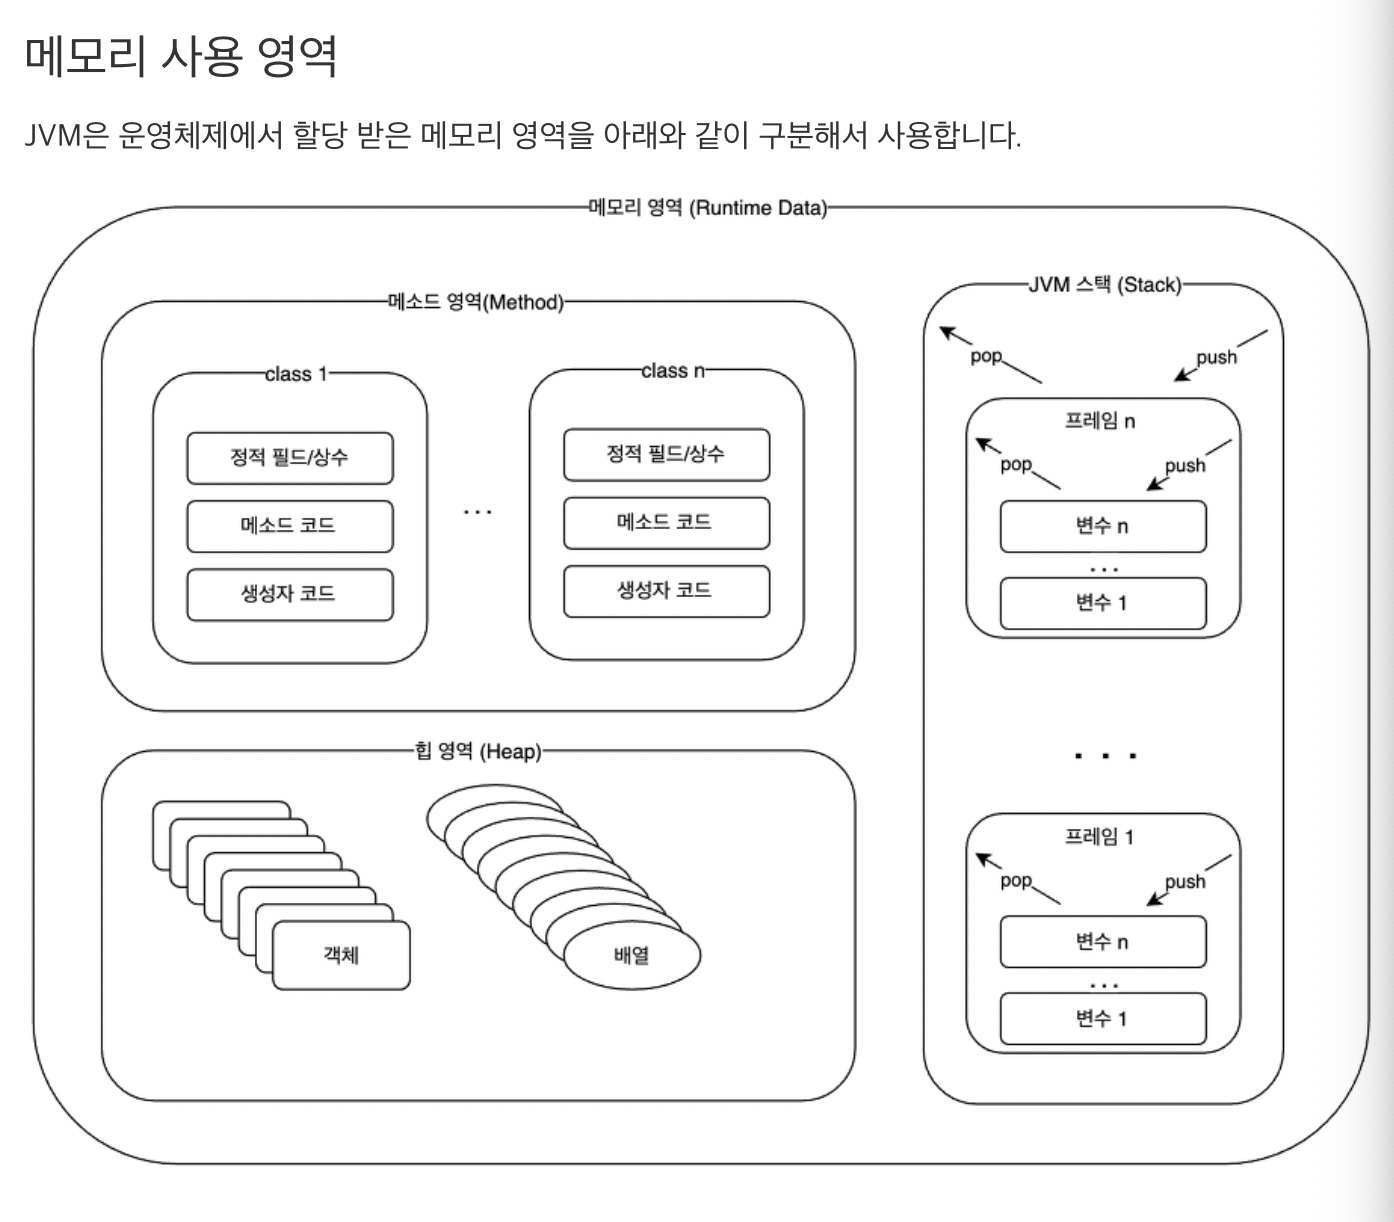 메모리 사용 영역
JVM은 운영체제에서 할당 받은 메모리 영역을 아래와 같이 구분해서 사용합니다.
메모리 영역 (Runtime Data)
메소드 영역(Method)
class 1
정적 필드/상수
메소드 코드
생성자 코드
...
class n
정적 필드/상수
메소드 코드
생성자 코드
힙 영역 (Heap)
객체
배열
JVM 스택 (Stack)
pop
push
프레임 n
pop
push
변수 n
...
변수 1
...
프레임 1
pop
push
변수 n
...
변수 1